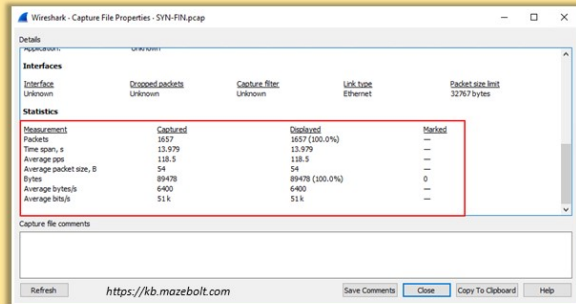 Wireshark - Capture File Properties - SYN-FIN.pcap
Details
Application: Unknown
Interfaces
Interface Dropped packets Capture filter Link type Packet size limit
Unknown Unknown Unknown Ethernet 32767 bytes
Statistics
Measurement Captured Displayed Marked
Packets 1657 1657 (100.0%) —
Time span, s 13.979 13.979 —
Average pps 118.5 118.5 —
Average packet size, B 54 54 —
Bytes 89478 89478 (100.0%) 0
Average bytes/s 6400 6400 —
Average bits/s 51 k 51 k —
Capture file comments
Refresh https://kb.mazebolt.com Save Comments Close Copy To Clipboard Help